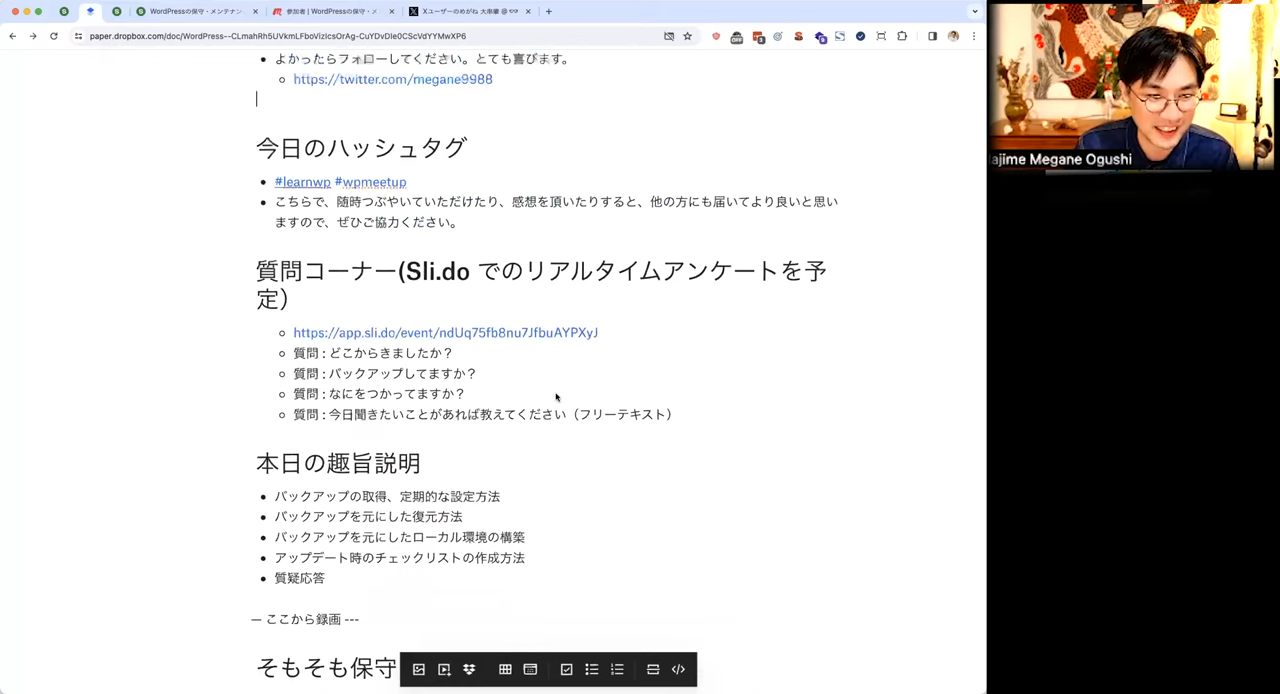 WordPressの保守・メンテナン
参加者 | WordPressの保守・メ
Xユーザーのめがね 大串肇 @
paper.dropbox.com/doc/WordPress--CLmahRh5UVkmLFboVizlcsOrAg-CuYDvDIe0CScVdYYMwXP6
よかったらフォローしてください。とても喜びます。
https://twitter.com/megane9988
今日のハッシュタグ
#learnwp #wpmeetup
こちらで、随時つぶやいていただけたり、感想を頂いたりすると、他の方にも届いてより良いと思い
ますので、ぜひご協力ください。
質問コーナー(Sli.do でのリアルタイムアンケートを予
定）
https://app.sli.do/event/ndUq75fb8nu7JfbuAYPXyJ
質問 : どこからきましたか？
質問 : バックアップしてますか？
質問 : なにをつかってますか？
質問 : 今日聞きたいことがあれば教えてください（フリーテキスト）
本日の趣旨説明
バックアップの取得、定期的な設定方法
バックアップを元にした復元方法
バックアップを元にしたローカル環境の構築
アップデート時のチェックリストの作成方法
質疑応答
— ここから録画 ---
そもそも保守
ajime Megane Ogushi